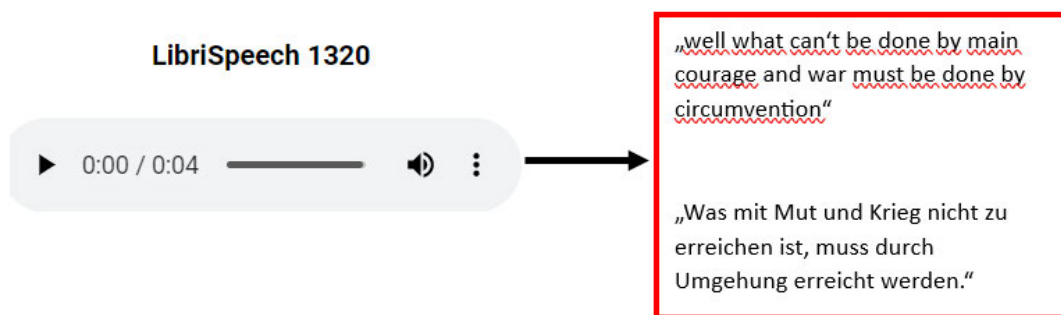 LibriSpeech 1320
0:00 / 0:04
„well what can‘t be done by main
courage and war must be done by
circumvention“
„Was mit Mut und Krieg nicht zu
erreichen ist, muss durch
Umgehung erreicht werden.“